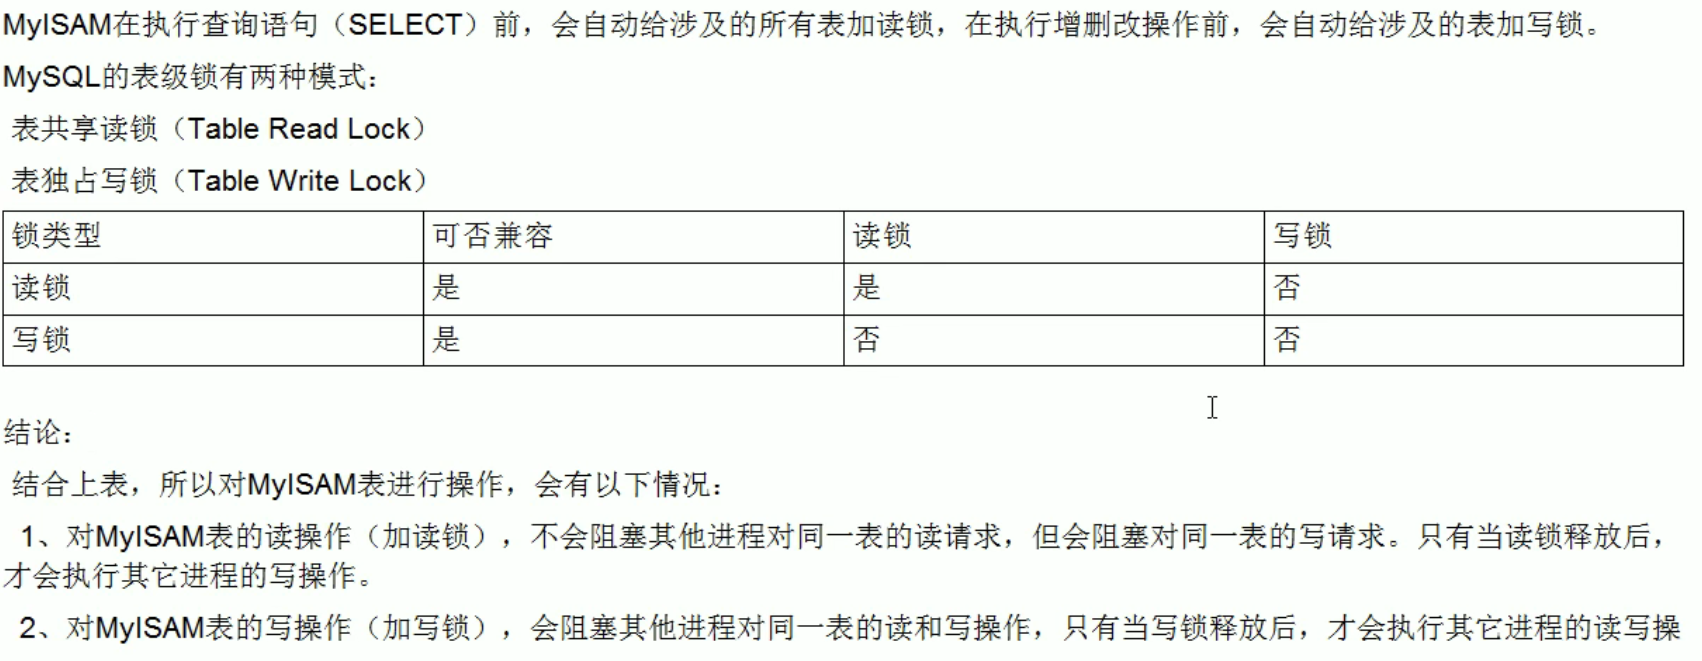 MyISAM在执行查询语句（SELECT）前，会自动给涉及的所有表加读锁，在执行增删改操作前，会自动给涉及的表加写锁。
MySQL的表级锁有两种模式：
表共享读锁（Table Read Lock）
表独占写锁（Table Write Lock）
锁类型 可否兼容 读锁 写锁
读锁 是 是 否
写锁 是 否 否
结论：
结合上表，所以对MyISAM表进行操作，会有以下情况：
1、对MyISAM表的读操作（加读锁），不会阻塞其他进程对同一表的读请求，但会阻塞对同一表的写请求。只有当读锁释放后，
才会执行其它进程的写操作。
2、对MyISAM表的写操作（加写锁），会阻塞其他进程对同一表的读和写操作，只有当写锁释放后，才会执行其它进程的读写操